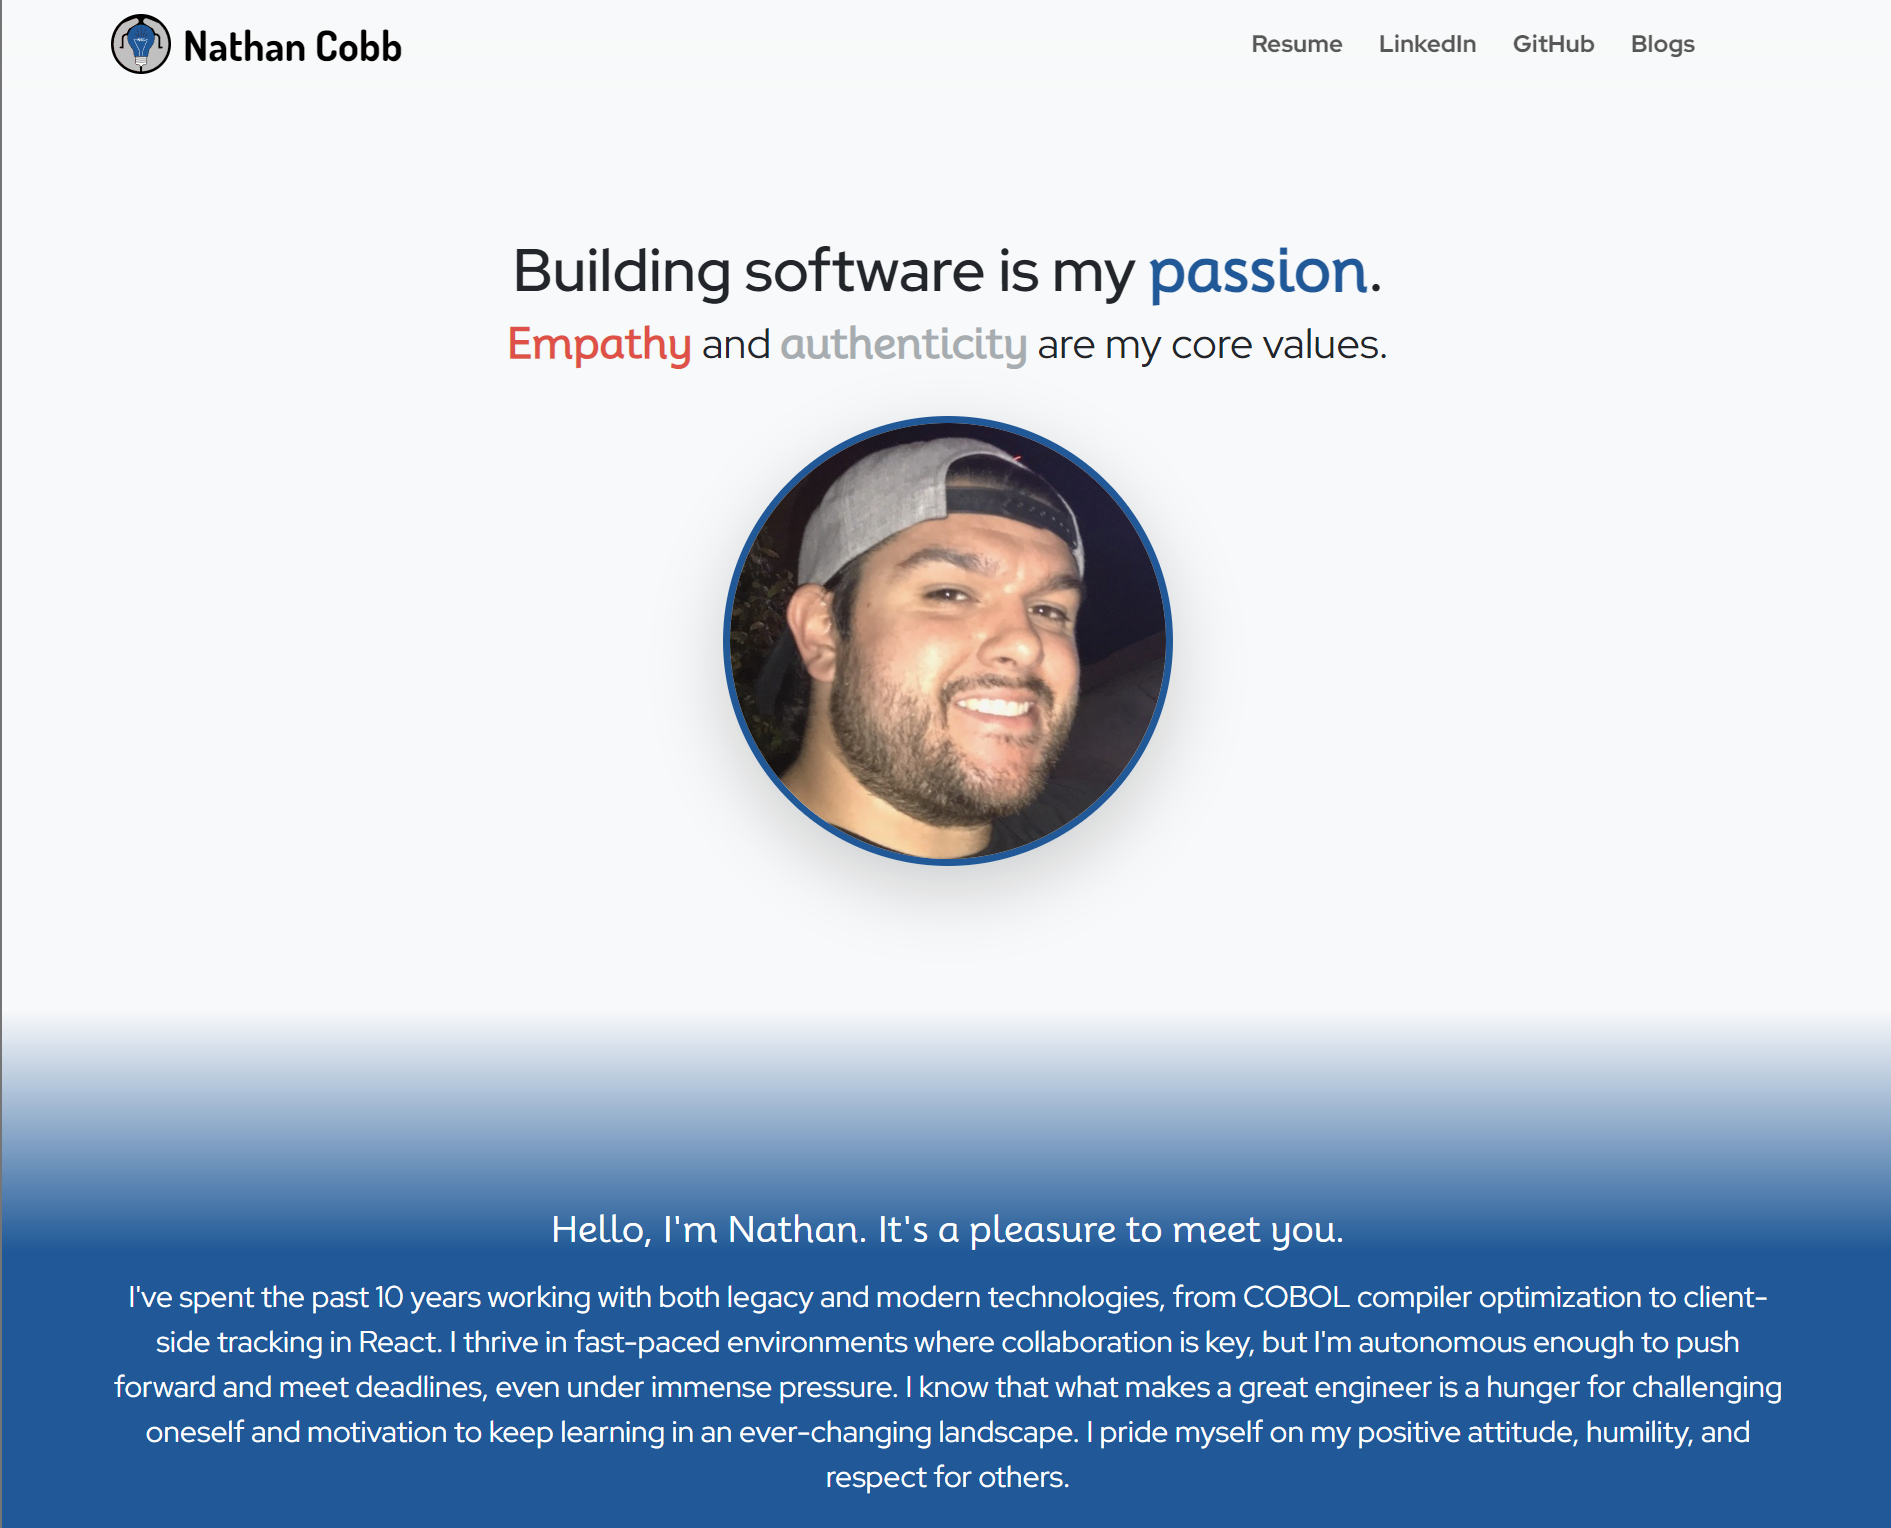 Nathan Cobb
Resume LinkedIn GitHub Blogs
Building software is my passion.
Empathy and authenticity are my core values.
Hello, I'm Nathan. It's a pleasure to meet you.
I've spent the past 10 years working with both legacy and modern technologies, from COBOL compiler optimization to client-
side tracking in React. I thrive in fast-paced environments where collaboration is key, but I'm autonomous enough to push
forward and meet deadlines, even under immense pressure. I know that what makes a great engineer is a hunger for challenging
oneself and motivation to keep learning in an ever-changing landscape. I pride myself on my positive attitude, humility, and
respect for others.